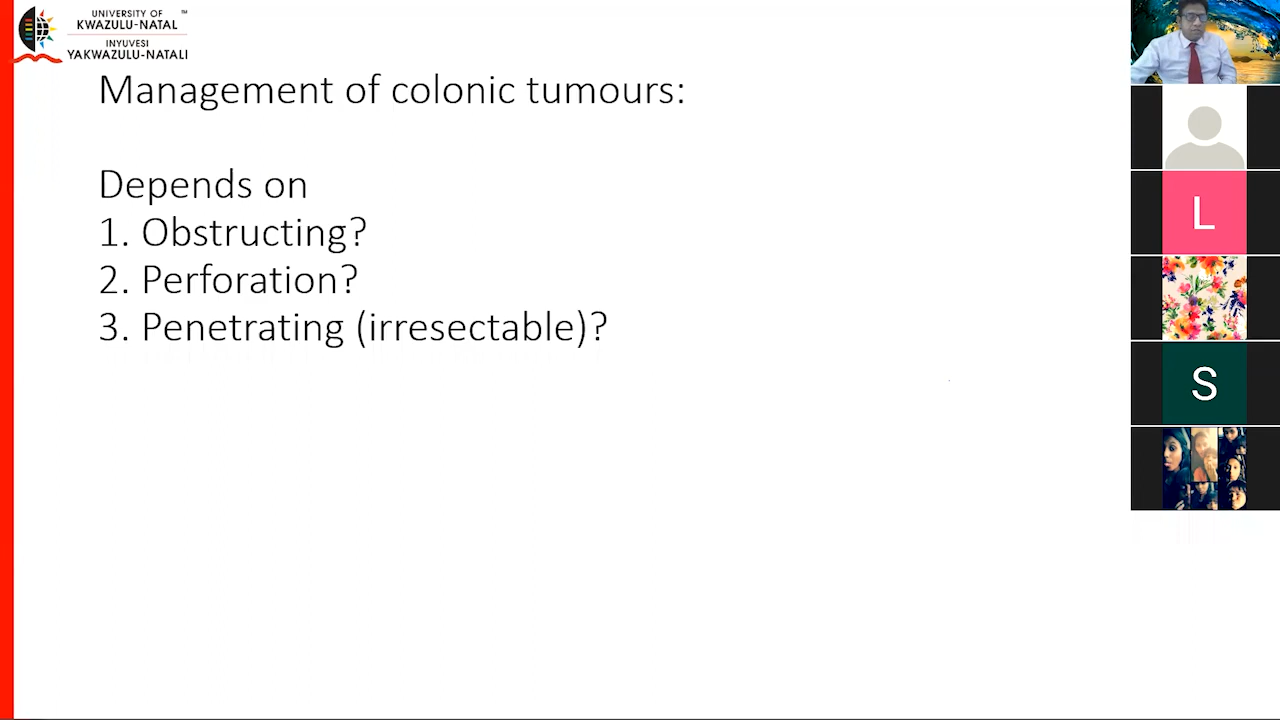 UNIVERSITY OF ™
KWAZULU-NATAL
INYUVESI
YAKWAZULU-NATALI
Management of colonic tumours:
Depends on
1. Obstructing?
2. Perforation?
3. Penetrating (irresectable)?
L
S